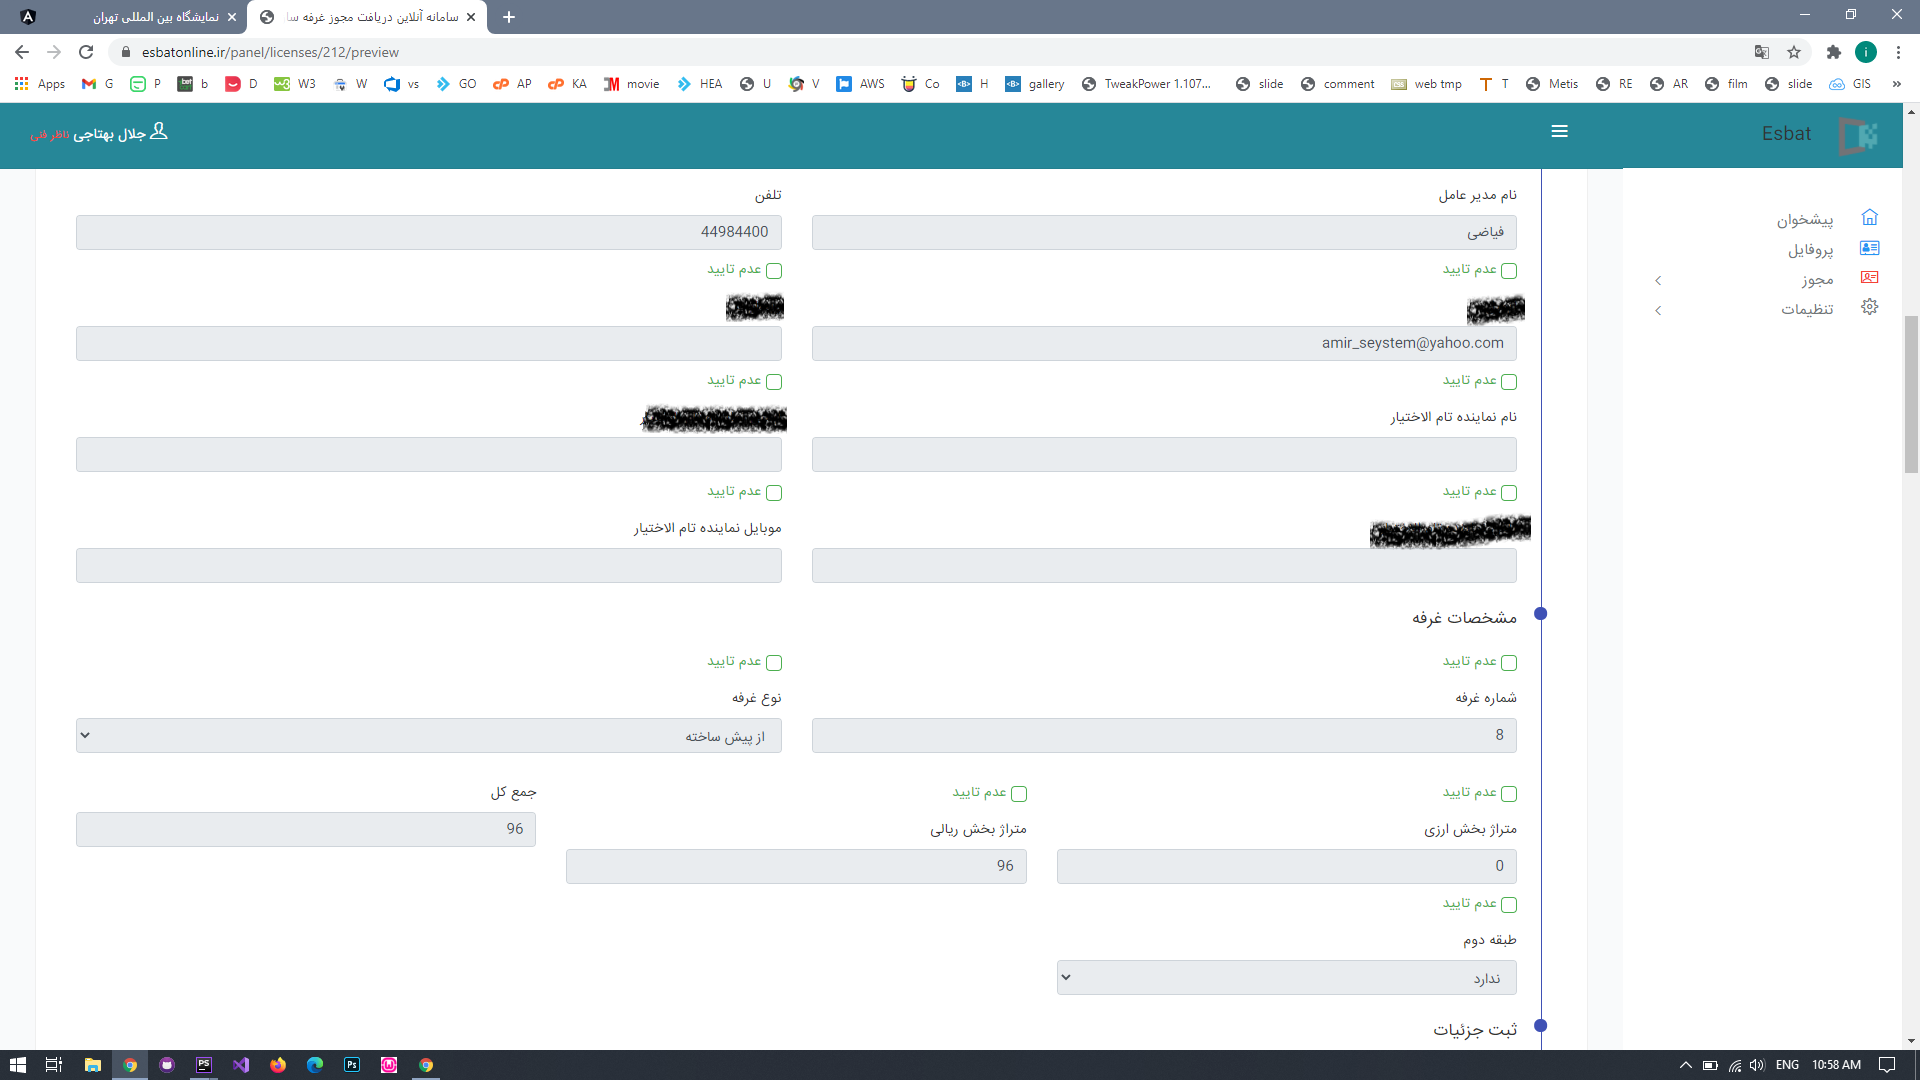 نمایشگاه بین المللی تهران
سامانه آنلاین دریافت مجوز غرفه سا
esbatonline.ir/panel/licenses/212/preview
Apps G P b D W3 W vs GO AP KA movie HEA U V AWS Co H gallery TweakPower 1.107... slide comment web tmp T Metis RE AR film slide GIS »
Esbat
جلال بهتاجی
پیشخوان
پروفایل
مجوز
تنظیمات
نام مدیر عامل
تلفن
فیاضی
44984400
عدم تایید
عدم تایید
amir_seystem@yahoo.com
عدم تایید
عدم تایید
نام نماینده تام الاختیار
عدم تایید
عدم تایید
موبایل نماینده تام الاختیار
مشخصات غرفه
عدم تایید
عدم تایید
شماره غرفه
نوع غرفه
8
از پیش ساخته
عدم تایید
عدم تایید
جمع کل
متراژ بخش ارزی
متراژ بخش ریالی
96
0
96
عدم تایید
طبقه دوم
ندارد
ثبت جزئیات
ENG
10:58 AM